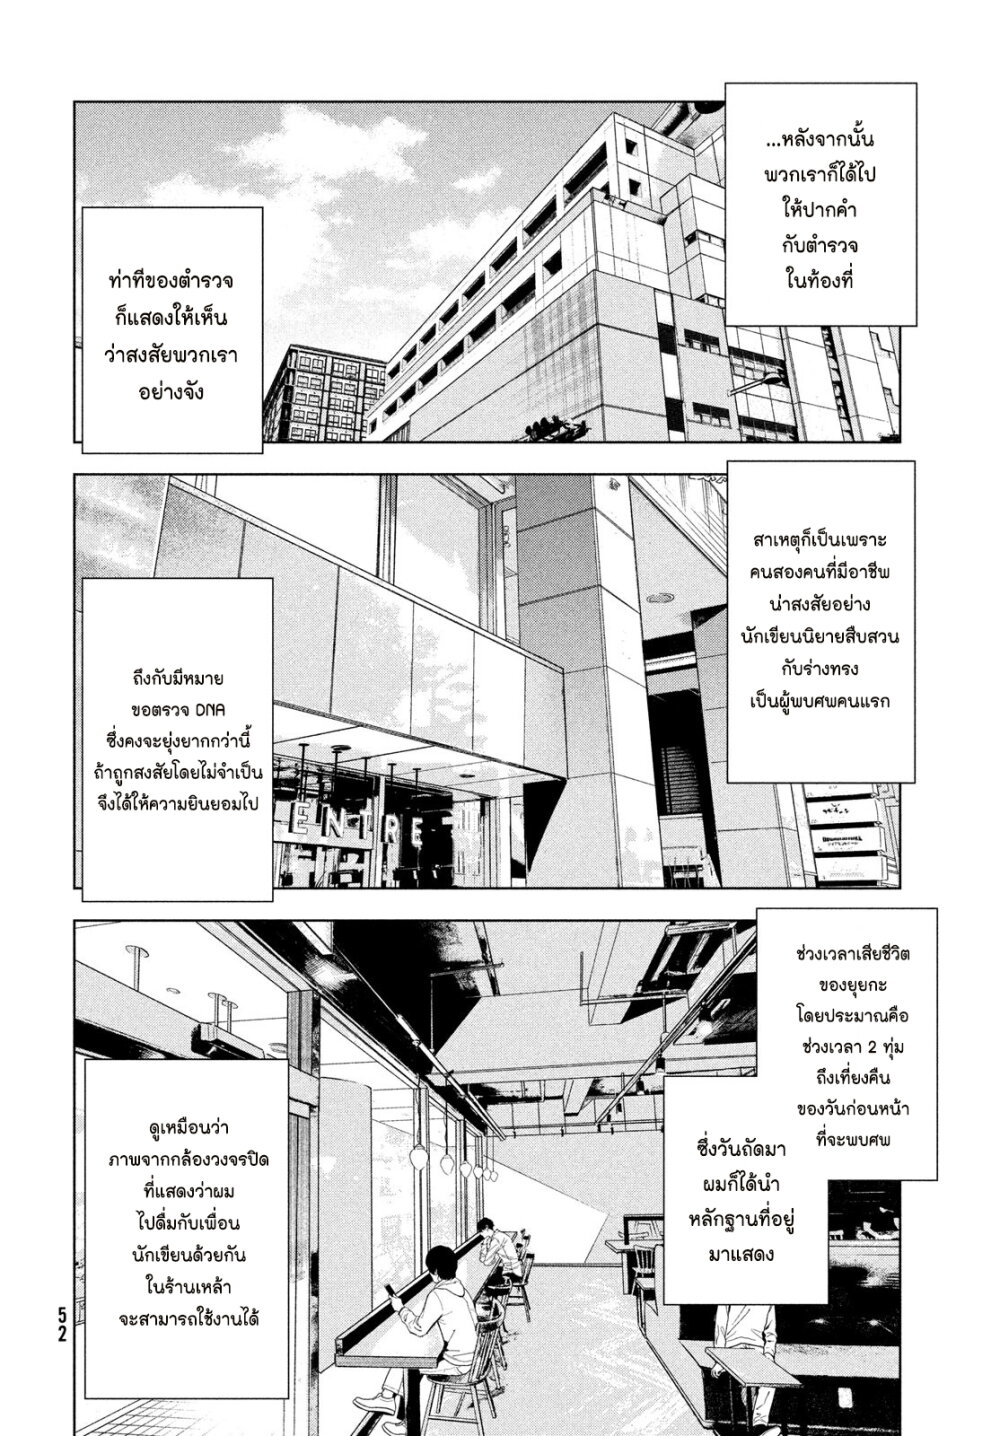 ...หลังจากนั้น
พวกเราก็ได้ไป
ให้ปากคำ
กับตำรวจ
ในท้องที่
ท่าทีของตำรวจ
ก็แสดงให้เห็น
ว่าสงสัยพวกเรา
อย่างจัง
สาเหตุก็เป็นเพราะ
คนสองคนที่มีอาชีพ
น่าสงสัยอย่าง
นักเขียนนิยายสืบสวน
กับร่างทรง
เป็นผู้พบศพคนแรก
ถึงกับมีหมาย
ขอตรวจ DNA
ซึ่งคงจะยุ่งยากกว่านี้
ถ้าถูกสงสัยโดยไม่จำเป็น
จึงได้ให้ความยินยอมไป
ENTRE
ช่วงเวลาเสียชีวิต
ของยุยกะ
โดยประมาณคือ
ช่วงเวลา 2 ทุ่ม
ถึงเที่ยงคืน
ของวันก่อนหน้า
ที่จะพบศพ
ซึ่งวันถัดมา
ผมก็ได้นำ
หลักฐานที่อยู่
มาแสดง
ดูเหมือนว่า
ภาพจากกล้องวงจรปิด
ที่แสดงว่าผม
ไปดื่มกับเพื่อน
นักเขียนด้วยกัน
ในร้านเหล้า
จะสามารถใช้งานได้
52